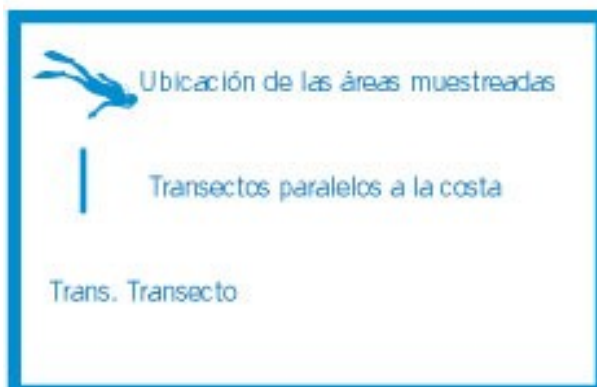 Ubicación de las áreas muestreadas
Transectos paralelos a la costa
Trans. Transecto